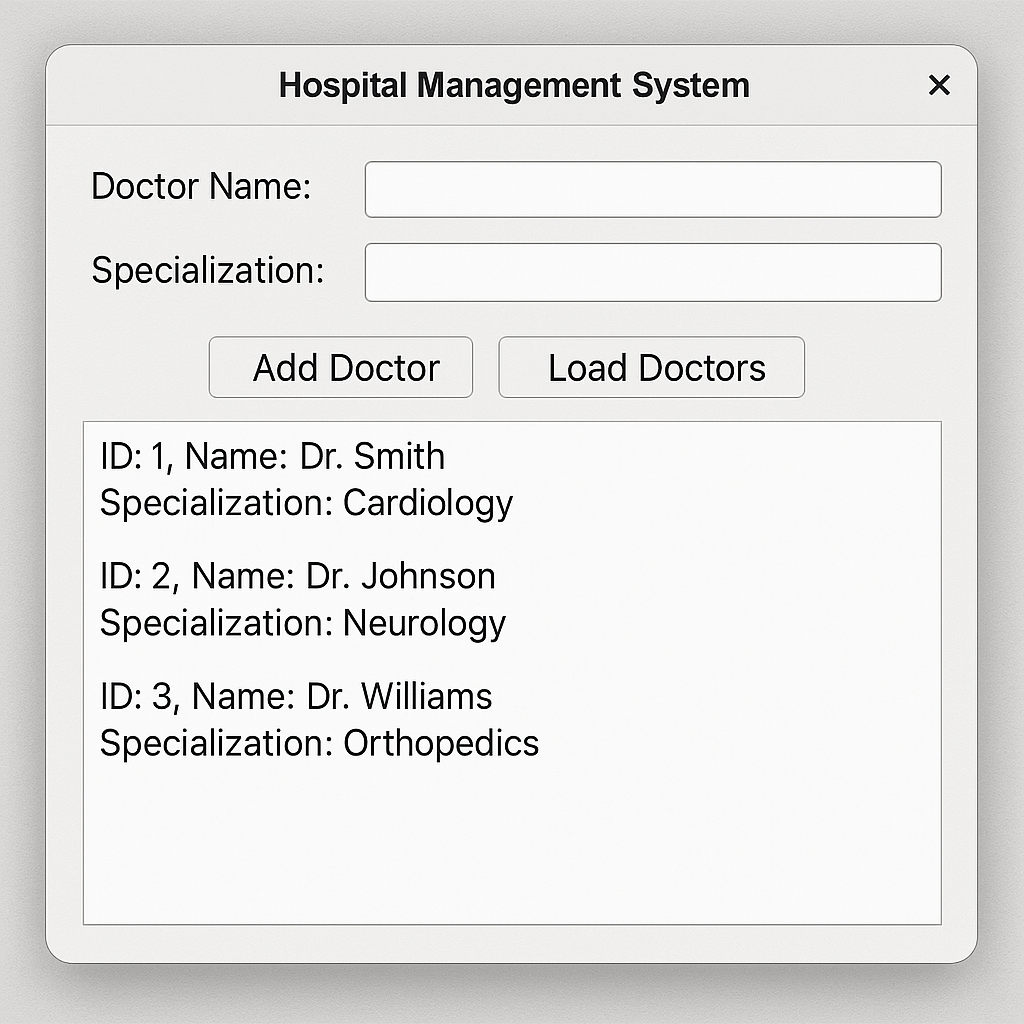 Hospital Management System
Doctor Name:
Specialization:
Add Doctor
Load Doctors
ID: 1, Name: Dr. Smith
Specialization: Cardiology
ID: 2, Name: Dr. Johnson
Specialization: Neurology
ID: 3, Name: Dr. Williams
Specialization: Orthopedics